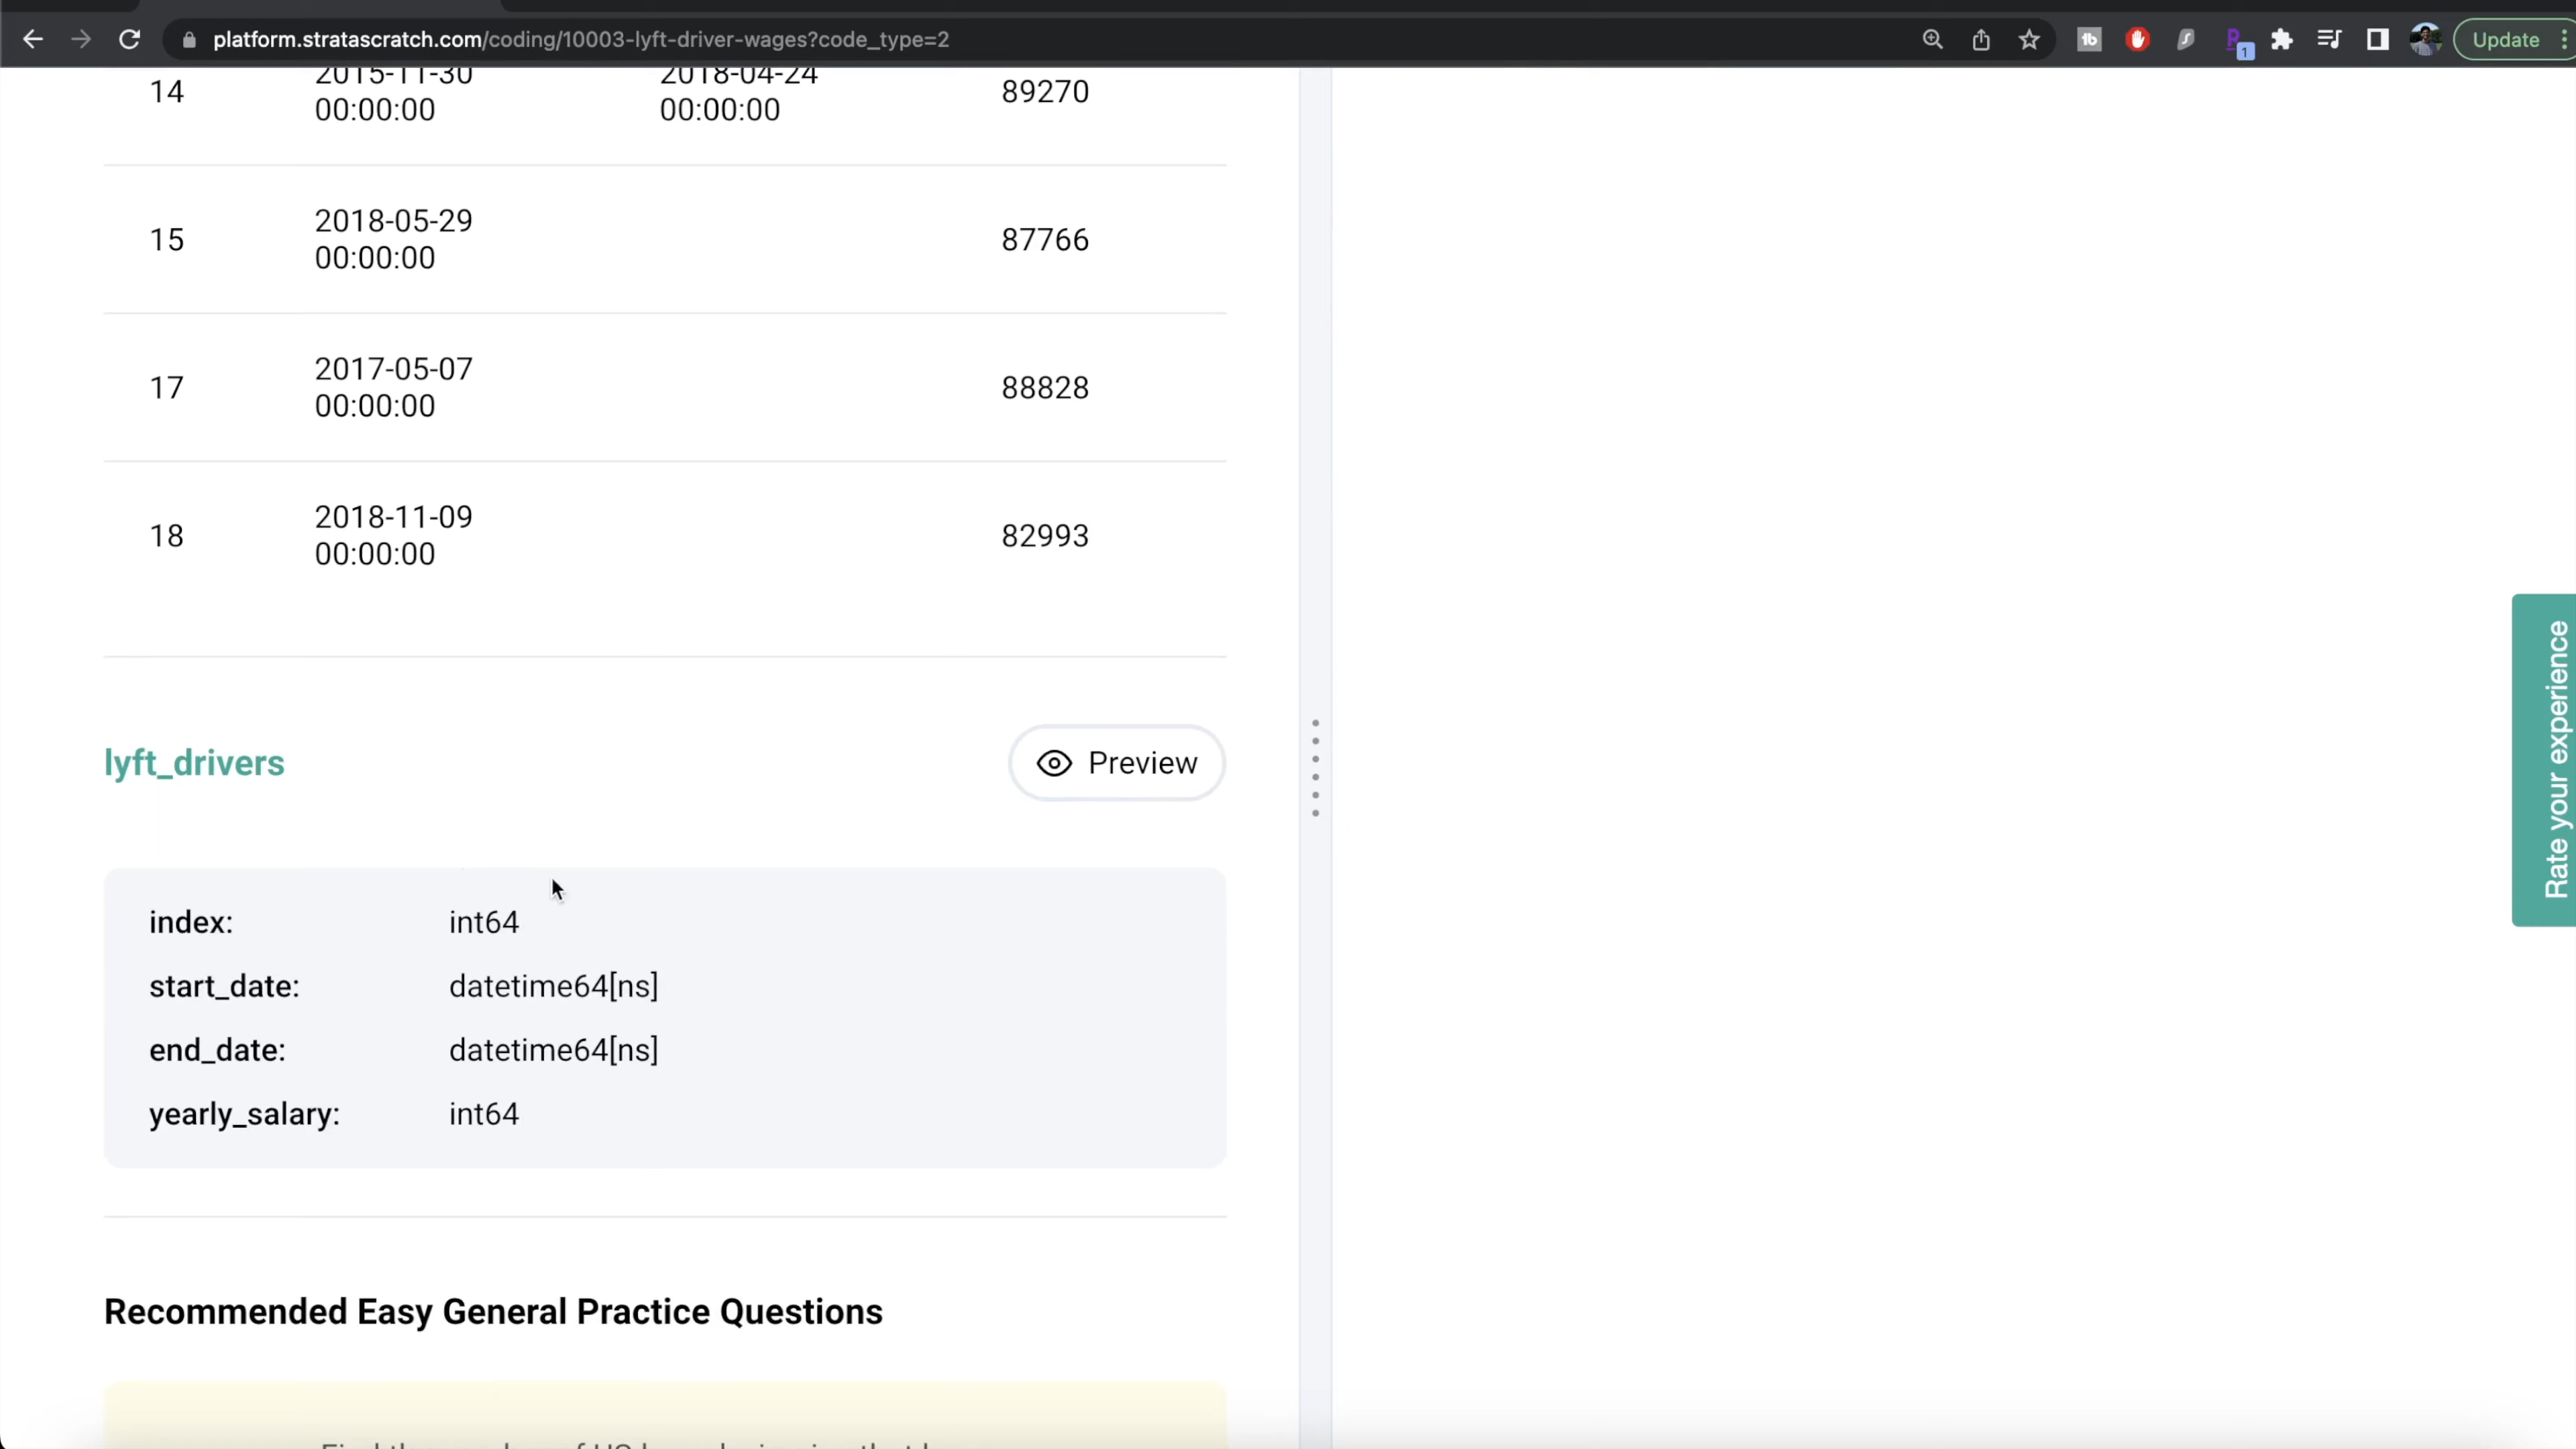 platform.stratascratch.com/coding/10003-lyft-driver-wages?code_type=2
1
Update
14 2015-11-30 2018-04-24 89270
00:00:00 00:00:00
15 2018-05-29 87766
00:00:00
17 2017-05-07 88828
00:00:00
18 2018-11-09 82993
00:00:00
lyft_drivers
Preview
index: int64
start_date: datetime64[ns]
end_date: datetime64[ns]
yearly_salary: int64
Recommended Easy General Practice Questions
Rate your experience